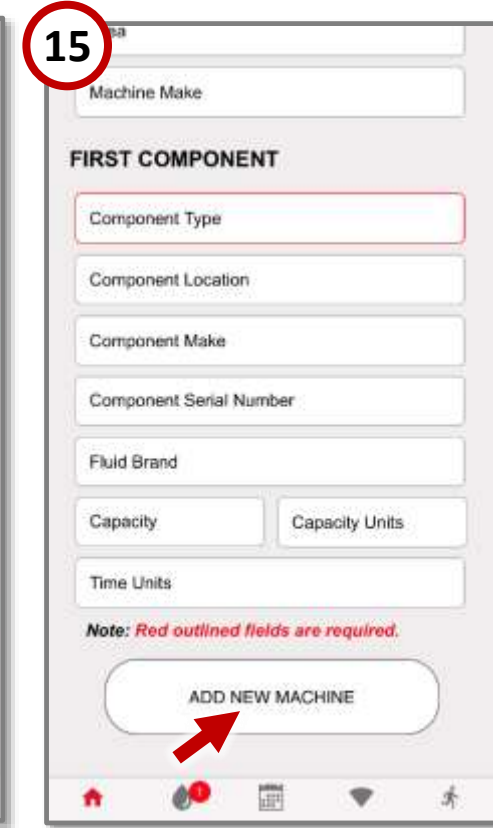 15
Machine Make
FIRST COMPONENT
Component Type
Component Location
Component Make
Component Serial Number
Fluid Brand
Capacity
Capacity Units
Time Units
Note: Red outlined fields are required.
ADD NEW MACHINE
1